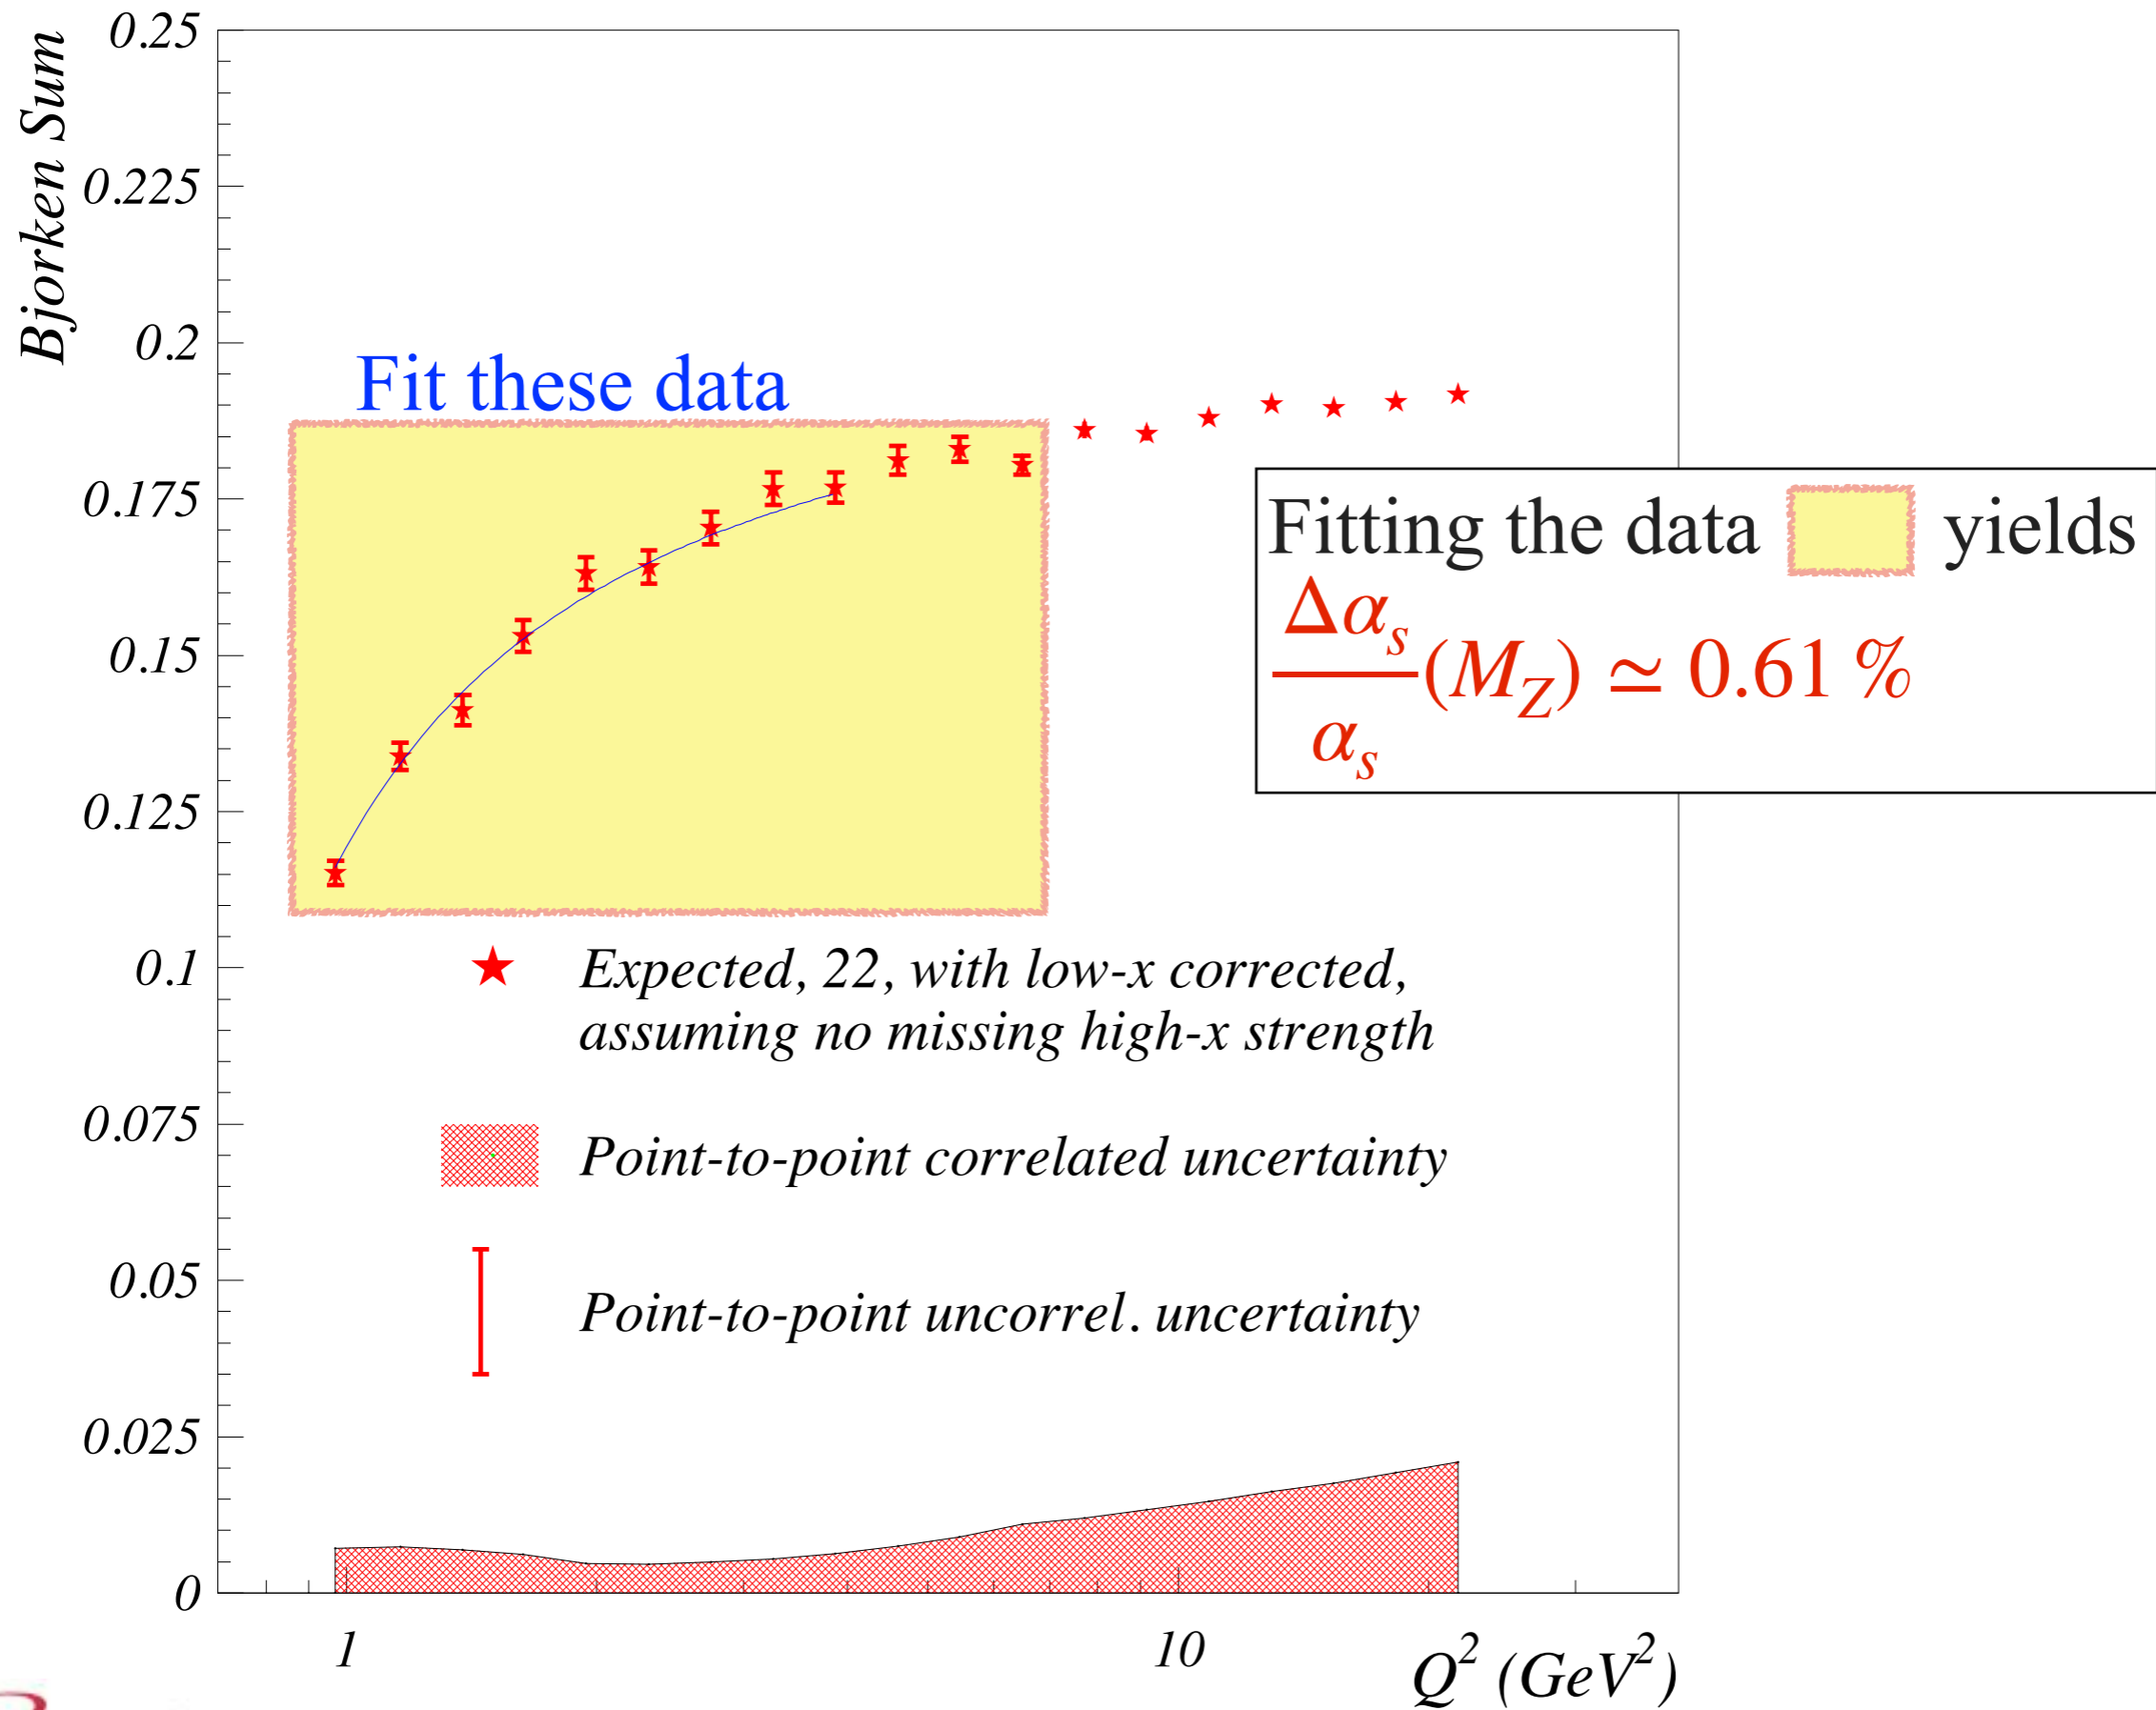 Bjorken Sum
0.25
0.225
0.2
0.175
0.15
0.125
0.1
0.075
0.05
0.025
0
Fit these data
Fitting the data yields
Δα_s/α_s (M_Z) ≃ 0.61 %
Expected, 22, with low-x corrected,
assuming no missing high-x strength
Point-to-point correlated uncertainty
Point-to-point uncorrel. uncertainty
1
10
Q² (GeV²)